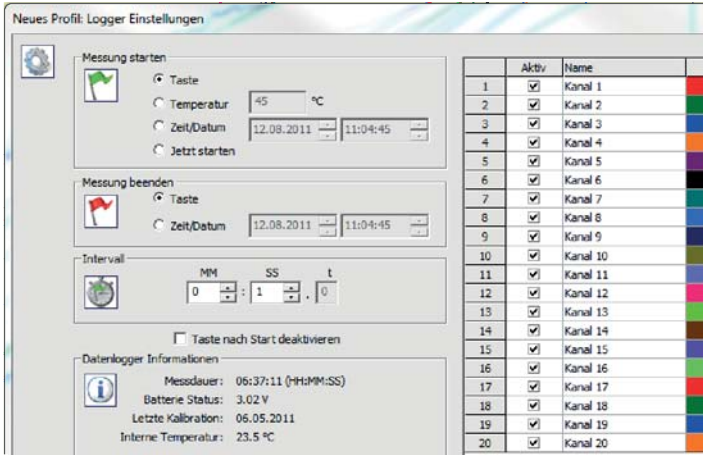 Neues Profil: Logger Einstellungen
Messung starten
Taste
Temperatur 45 °C
Zeit/Datum 12.08.2011 11:04:45
Jetzt starten
Messung beenden
Taste
Zeit/Datum 12.08.2011 11:04:45
Intervall
MM SS t
0 : 1 . 0
Taste nach Start deaktivieren
Datenlogger Informationen
Messdauer: 06:37:11 (HH:MM:SS)
Batterie Status: 3.02 V
Letzte Kalibration: 06.05.2011
Interne Temperatur: 23.5 °C
Aktiv Name
1 Kanal 1
2 Kanal 2
3 Kanal 3
4 Kanal 4
5 Kanal 5
6 Kanal 6
7 Kanal 7
8 Kanal 8
9 Kanal 9
10 Kanal 10
11 Kanal 11
12 Kanal 12
13 Kanal 13
14 Kanal 14
15 Kanal 15
16 Kanal 16
17 Kanal 17
18 Kanal 18
19 Kanal 19
20 Kanal 20